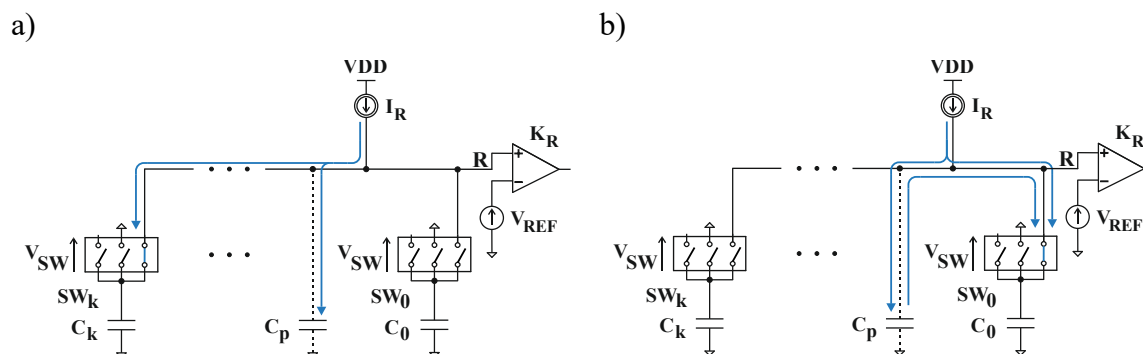 a)
VDD
I_R
K_R
R
+
−
. . .
V_REF
V_SW
. . .
V_SW
SW_k
SW_0
C_k
C_p
C_0
b)
VDD
I_R
K_R
R
+
−
. . .
V_REF
V_SW
. . .
V_SW
SW_k
SW_0
C_k
C_p
C_0